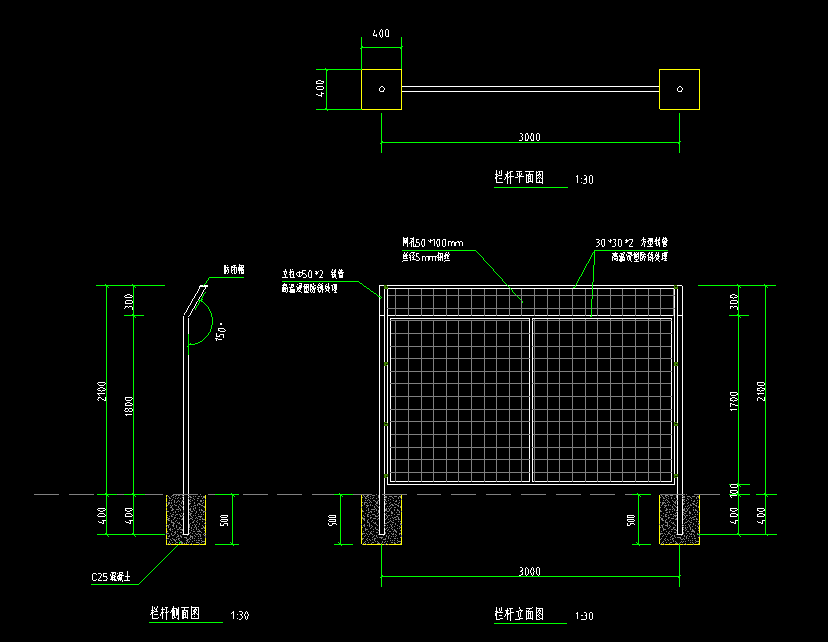 400
400
3000
栏杆平面图 1:30
网孔50*100mm
丝径5mm钢丝
30*30*2 方型钢管
高温浸塑防锈处理
立柱Φ50*2 钢管
高温浸塑防锈处理
防雨帽
300
150°
2100
1800
300
1700
2100
100
400
400
500
500
500
400
400
C25混凝土
3000
栏杆侧面图 1:30
栏杆立面图 1:30